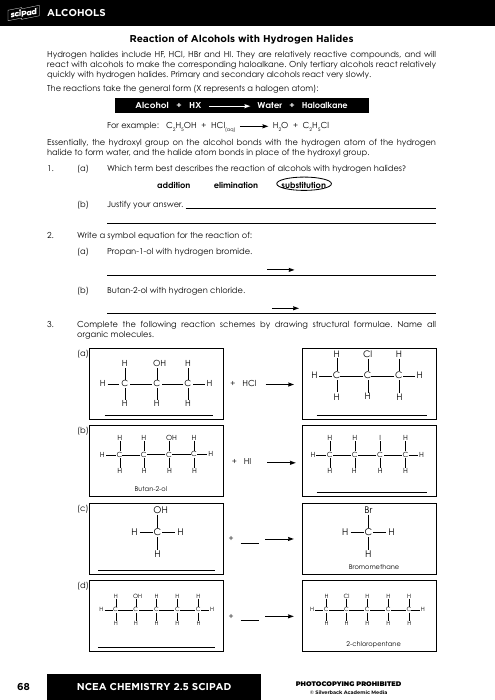 scipad ALCOHOLS
Reaction of Alcohols with Hydrogen Halides
Hydrogen halides include HF, HCl, HBr and HI. They are relatively reactive compounds, and will
react with alcohols to make the corresponding haloalkane. Only tertiary alcohols react relatively
quickly with hydrogen halides. Primary and secondary alcohols react very slowly.
The reactions take the general form (X represents a halogen atom):
Alcohol + HX ⟶ Water + Haloalkane
For example: C₂H₅OH + HCl(aq) ⟶ H₂O + C₂H₅Cl
Essentially, the hydroxyl group on the alcohol bonds with the hydrogen atom of the hydrogen
halide to form water, and the halide atom bonds in place of the hydroxyl group.
1. (a) Which term best describes the reaction of alcohols with hydrogen halides?
addition elimination substitution
(b) Justify your answer.
2. Write a symbol equation for the reaction of:
(a) Propan-1-ol with hydrogen bromide.
(b) Butan-2-ol with hydrogen chloride.
3. Complete the following reaction schemes by drawing structural formulae. Name all
organic molecules.
(a)
H OH H
H C C C H
H H H
+ HCl
H Cl H
H C C C H
H H H
(b)
H H OH H
H C C C C H
H H H H
Butan-2-ol
+ HI
H H I H
H C C C C H
H H H H
(c)
OH
H C H
H
+
Br
H C H
H
Bromomethane
(d)
H OH H H H
H C C C C C H
H H H H H
+
H Cl H H H
H C C C C C H
H H H H H
2-chloropentane
68 NCEA CHEMISTRY 2.5 SCIPAD
PHOTOCOPYING PROHIBITED
© Silverback Academic Media